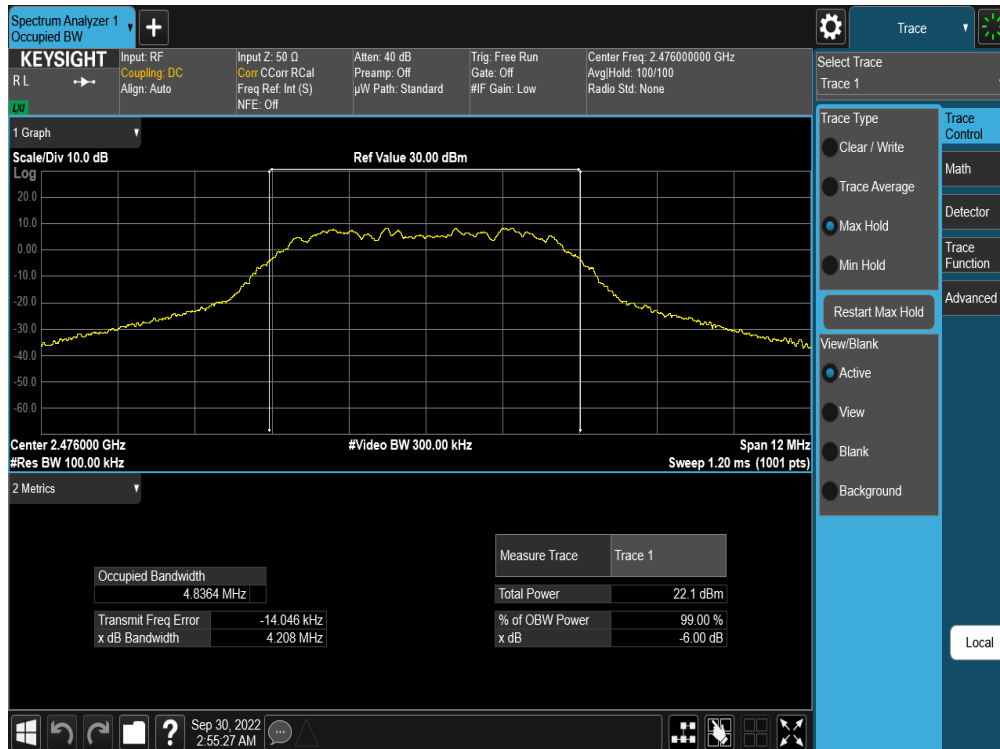 Spectrum Analyzer 1
Occupied BW
+
Trace
KEYSIGHT
R L
LXI
Input: RF
Coupling: DC
Align: Auto
Input Z: 50 Ω
Corr CCorr RCal
Freq Ref: Int (S)
NFE: Off
Atten: 40 dB
Preamp: Off
µW Path: Standard
Trig: Free Run
Gate: Off
#IF Gain: Low
Center Freq: 2.476000000 GHz
Avg|Hold: 100/100
Radio Std: None
Select Trace
Trace 1
1 Graph
Scale/Div 10.0 dB
Ref Value 30.00 dBm
Log
20.0
10.0
0.00
-10.0
-20.0
-30.0
-40.0
-50.0
-60.0
Center 2.476000 GHz
#Video BW 300.00 kHz
Span 12 MHz
#Res BW 100.00 kHz
Sweep 1.20 ms (1001 pts)
2 Metrics
Measure Trace
Trace 1
Occupied Bandwidth
4.8364 MHz
Total Power
22.1 dBm
Transmit Freq Error
-14.046 kHz
% of OBW Power
99.00 %
x dB Bandwidth
4.208 MHz
x dB
-6.00 dB
Trace Type
Clear / Write
Trace Average
Max Hold
Min Hold
Restart Max Hold
View/Blank
Active
View
Blank
Background
Trace
Control
Math
Detector
Trace
Function
Advanced
Local
?
Sep 30, 2022
2:55:27 AM